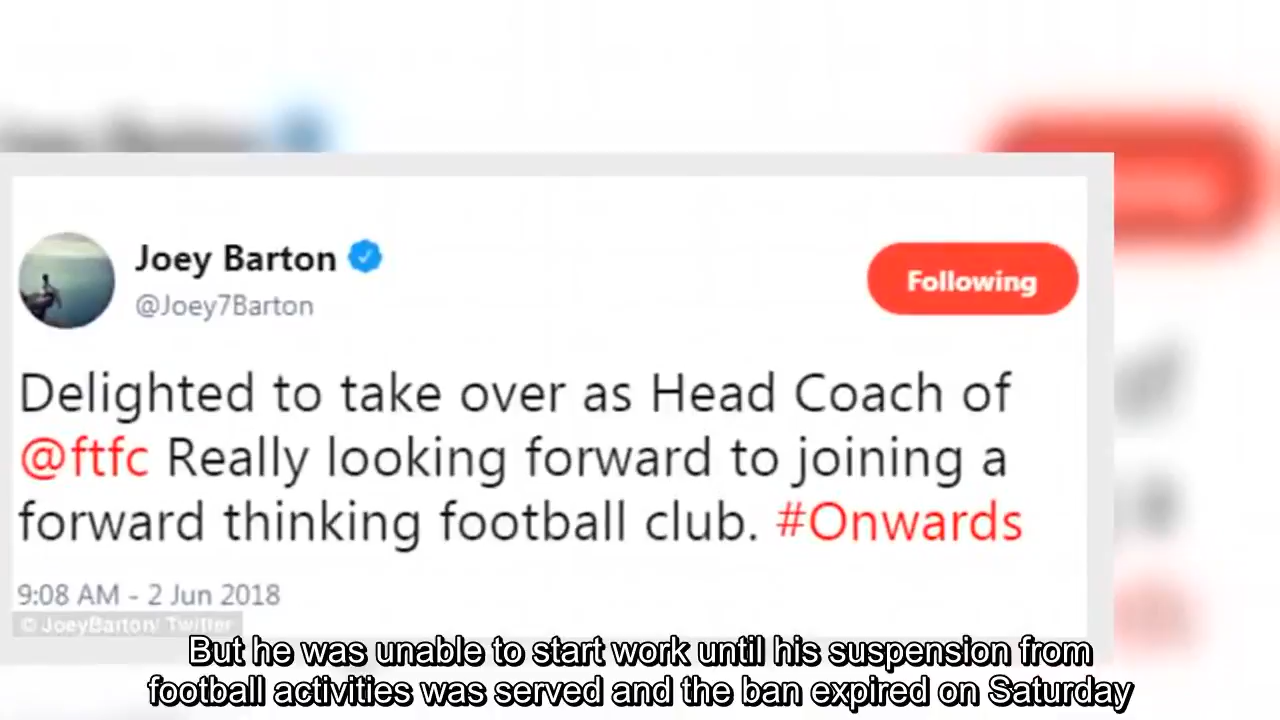 Joey Barton
@Joey7Barton
Following
Delighted to take over as Head Coach of
@ftfc Really looking forward to joining a
forward thinking football club. #Onwards
9:08 AM - 2 Jun 2018
© JoeyBarton/ Twitter
But he was unable to start work until his suspension from
football activities was served and the ban expired on Saturday